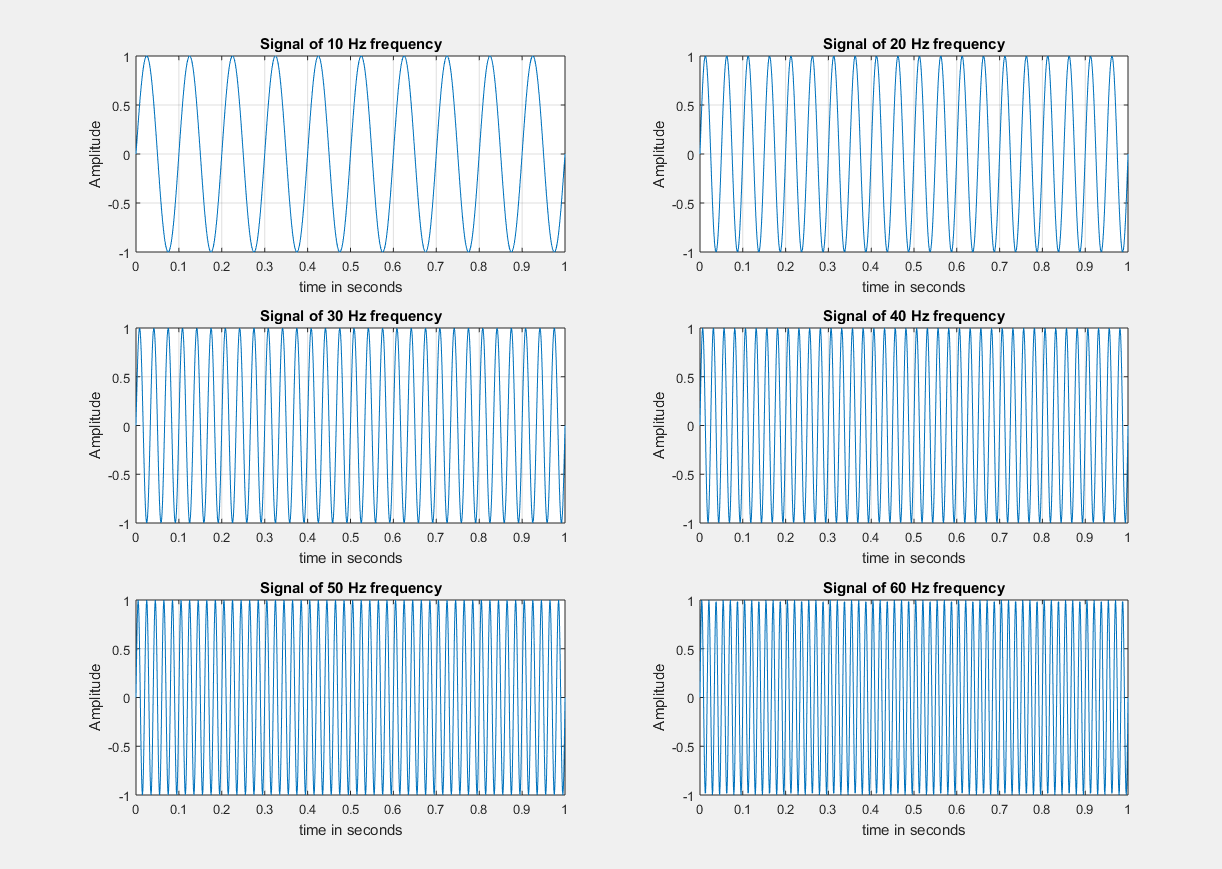 Signal of 10 Hz frequency
1
0.5
0
-0.5
-1
Amplitude
0 0.1 0.2 0.3 0.4 0.5 0.6 0.7 0.8 0.9 1
time in seconds
Signal of 20 Hz frequency
1
0.5
0
-0.5
-1
Amplitude
0 0.1 0.2 0.3 0.4 0.5 0.6 0.7 0.8 0.9 1
time in seconds
Signal of 30 Hz frequency
1
0.5
0
-0.5
-1
Amplitude
0 0.1 0.2 0.3 0.4 0.5 0.6 0.7 0.8 0.9 1
time in seconds
Signal of 40 Hz frequency
1
0.5
0
-0.5
-1
Amplitude
0 0.1 0.2 0.3 0.4 0.5 0.6 0.7 0.8 0.9 1
time in seconds
Signal of 50 Hz frequency
1
0.5
0
-0.5
-1
Amplitude
0 0.1 0.2 0.3 0.4 0.5 0.6 0.7 0.8 0.9 1
time in seconds
Signal of 60 Hz frequency
1
0.5
0
-0.5
-1
Amplitude
0 0.1 0.2 0.3 0.4 0.5 0.6 0.7 0.8 0.9 1
time in seconds